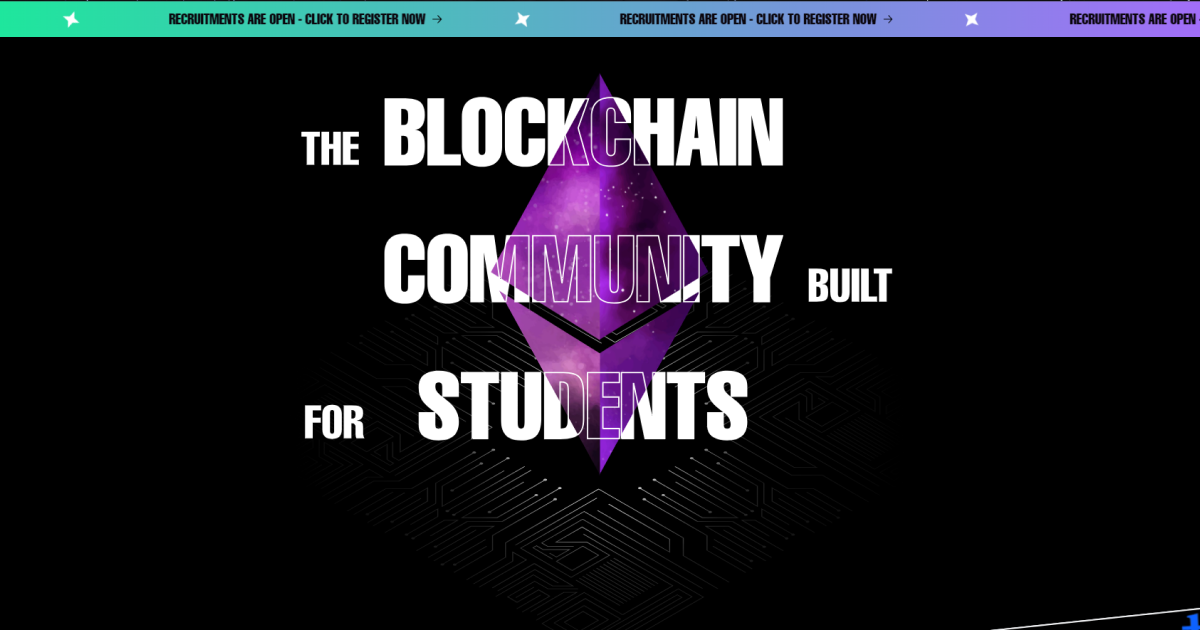 RECRUITMENTS ARE OPEN - CLICK TO REGISTER NOW → RECRUITMENTS ARE OPEN - CLICK TO REGISTER NOW → RECRUITMENTS ARE OPEN -
THE BLOCKCHAIN
COMMUNITY BUILT
FOR STUDENTS